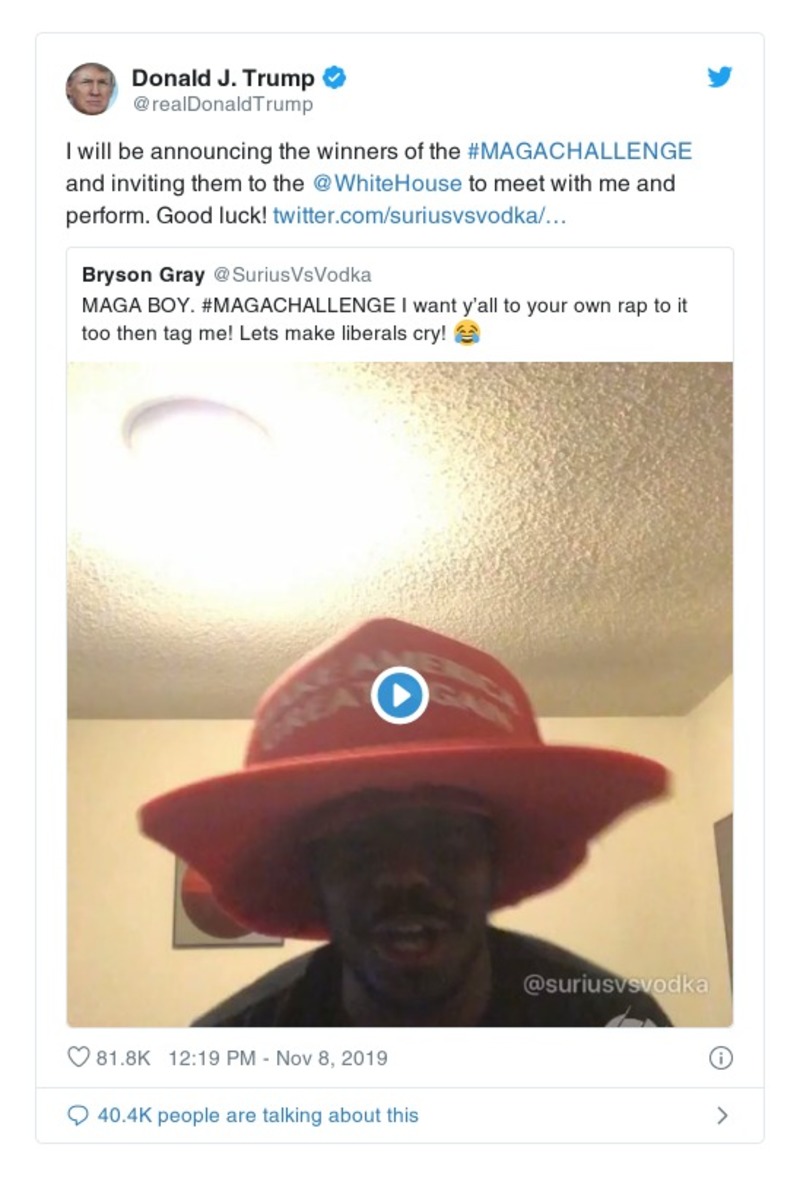 Donald J. Trump
@realDonaldTrump
I will be announcing the winners of the #MAGACHALLENGE
and inviting them to the @WhiteHouse to meet with me and
perform. Good luck! twitter.com/suriusvsvodka/…
Bryson Gray @SuriusVsVodka
MAGA BOY. #MAGACHALLENGE I want y'all to your own rap to it
too then tag me! Lets make liberals cry! 😂
MAKE AMERICA
GREAT AGAIN
@suriusvsvodka
81.8K 12:19 PM - Nov 8, 2019
40.4K people are talking about this